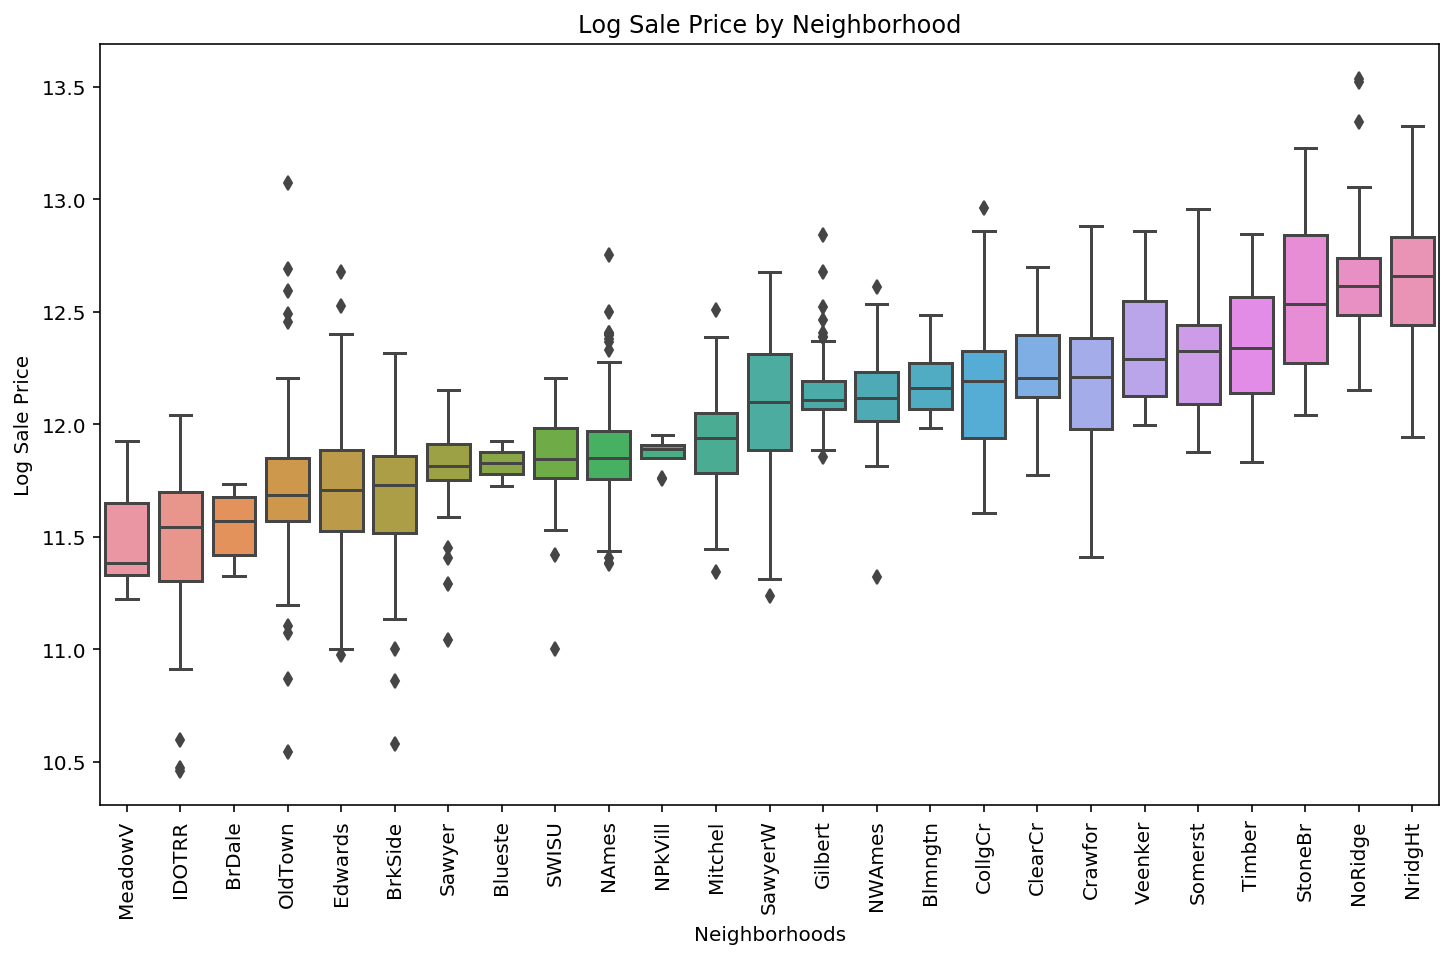 Log Sale Price by Neighborhood
Log Sale Price
13.5
13.0
12.5
12.0
11.5
11.0
10.5
MeadowV
IDOTRR
BrDale
OldTown
Edwards
BrkSide
Sawyer
Blueste
SWISU
NAmes
NPkVill
Mitchel
SawyerW
Gilbert
NWAmes
Blmngtn
CollgCr
ClearCr
Crawfor
Veenker
Somerst
Timber
StoneBr
NoRidge
NridgHt
Neighborhoods